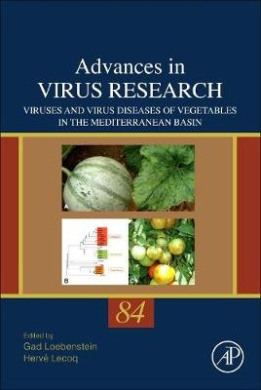 Advances in
VIRUS RESEARCH
VIRUSES AND VIRUS DISEASES OF VEGETABLES
IN THE MEDITERRANEAN BASIN
84
Edited by
Gad Loebenstein
Hervé Lecoq
AP